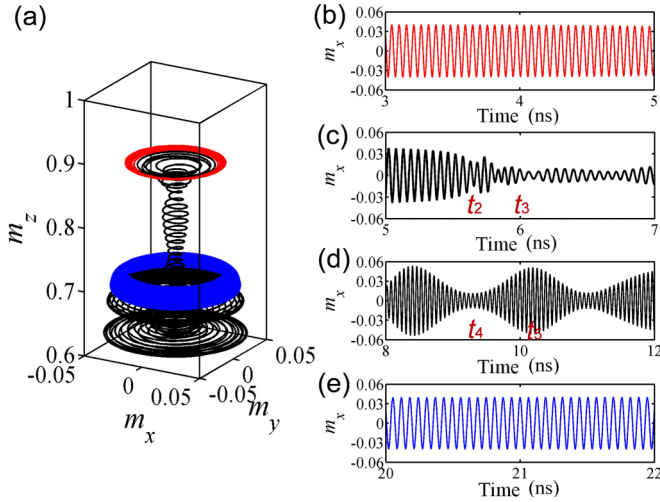 (a)
1
0.9
0.8
0.7
0.6
m_z
-0.05
0
0.05
m_x
-0.05
0
0.05
m_y
(b)
0.06
0.03
0
-0.03
-0.06
m_x
3 4 5
Time (ns)
(c)
0.06
0.03
0
-0.03
-0.06
m_x
t2 t3
5 6 7
Time (ns)
(d)
0.06
0.03
0
-0.03
-0.06
m_x
t4 t5
8 10 12
Time (ns)
(e)
0.06
0.03
0
-0.03
-0.06
m_x
20 21 22
Time (ns)